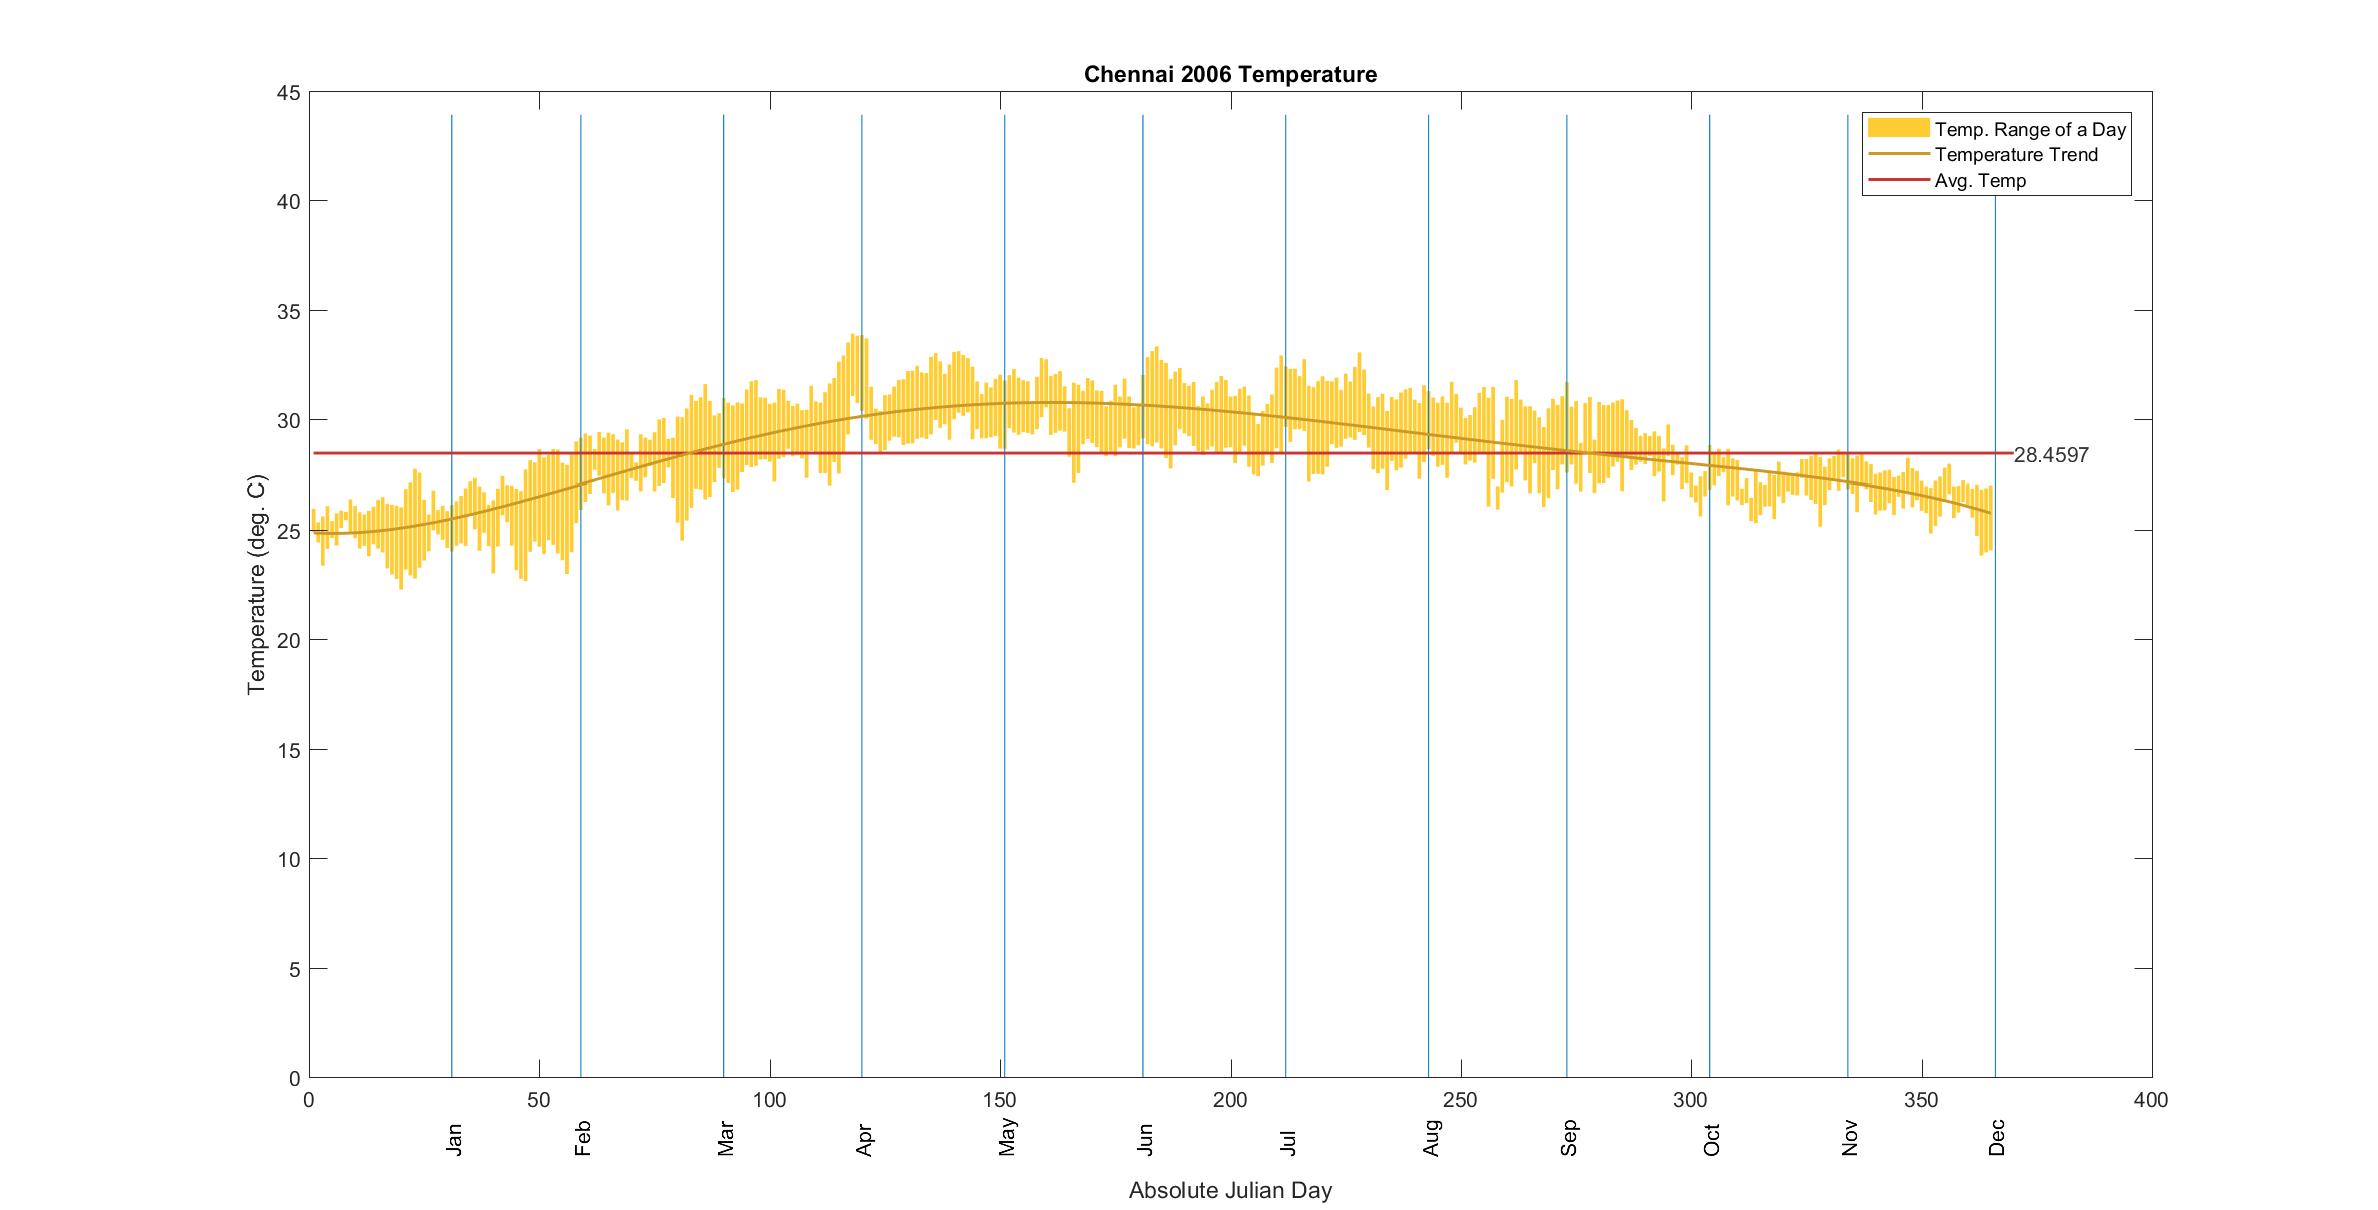 Chennai 2006 Temperature
45
40
35
30
25
20
15
10
5
0
Temperature (deg. C)
Temp. Range of a Day
Temperature Trend
Avg. Temp
28.4597
0 50 100 150 200 250 300 350 400
Jan Feb Mar Apr May Jun Jul Aug Sep Oct Nov Dec
Absolute Julian Day